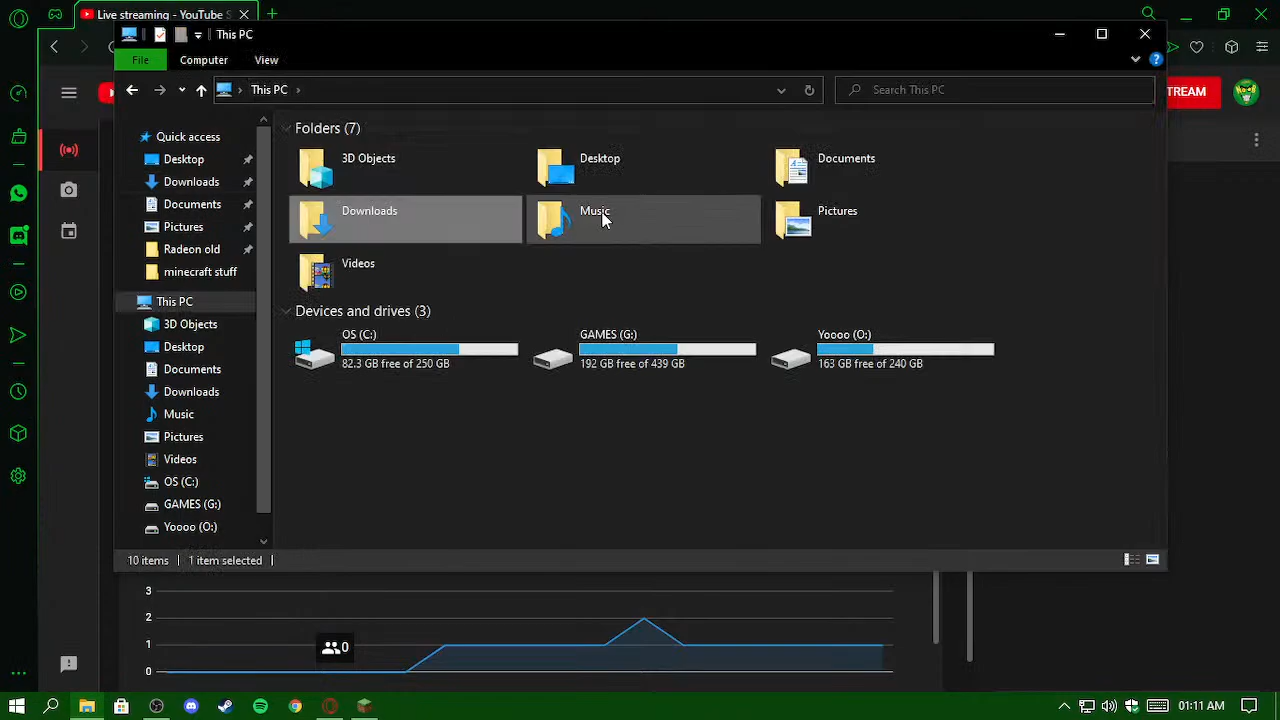 Live streaming - YouTube S
This PC
File
Computer
View
This PC
Search This PC
STREAM
Quick access
Desktop
Downloads
Documents
Pictures
Radeon old
minecraft stuff
This PC
3D Objects
Desktop
Documents
Downloads
Music
Pictures
Videos
OS (C:)
GAMES (G:)
Yoooo (O:)
Folders (7)
3D Objects
Desktop
Documents
Downloads
Music
Pictures
Videos
Devices and drives (3)
OS (C:)
82.3 GB free of 250 GB
GAMES (G:)
192 GB free of 439 GB
Yoooo (O:)
163 GB free of 240 GB
10 items
1 item selected
3
2
1
0
0
01:11 AM